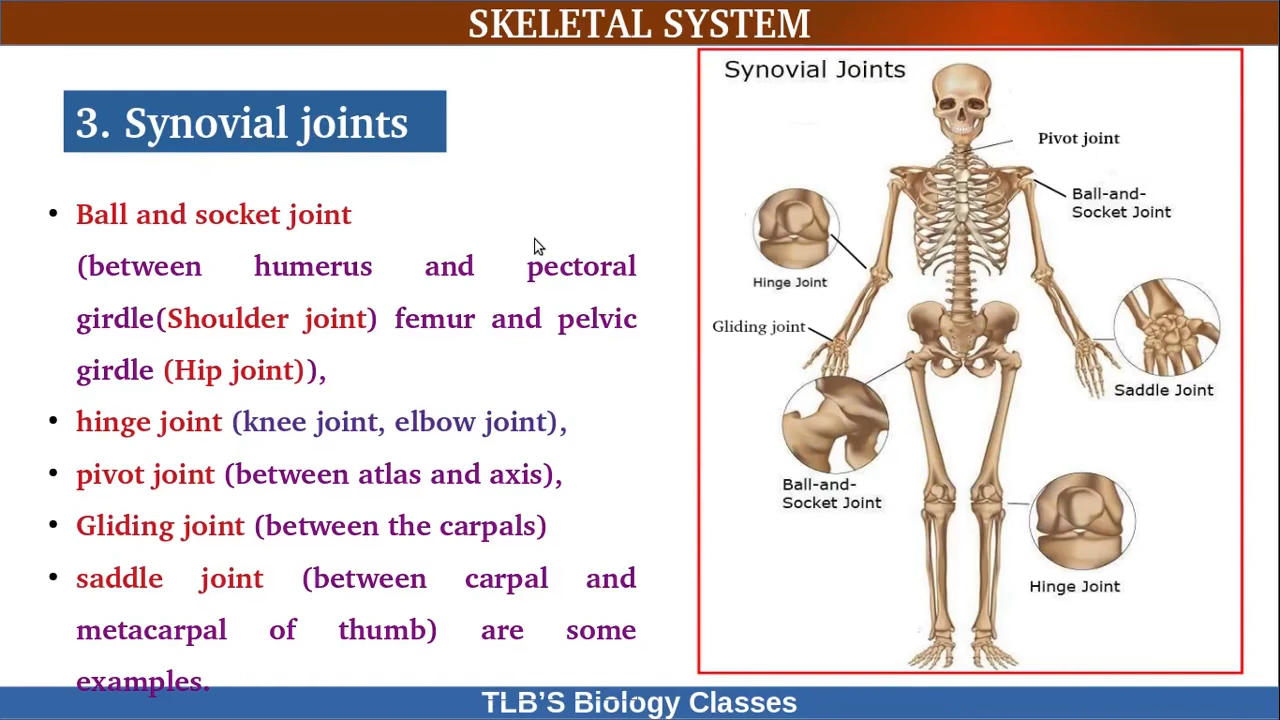 SKELETAL SYSTEM
3. Synovial joints
• Ball and socket joint
(between humerus and pectoral
girdle(Shoulder joint) femur and pelvic
girdle (Hip joint)),
• hinge joint (knee joint, elbow joint),
• pivot joint (between atlas and axis),
• Gliding joint (between the carpals)
• saddle joint (between carpal and
metacarpal of thumb) are some
examples.
Synovial Joints
Pivot joint
Ball-and-
Socket Joint
Hinge Joint
Gliding joint
Saddle Joint
Ball-and-
Socket Joint
Hinge Joint
TLB'S Biology Classes